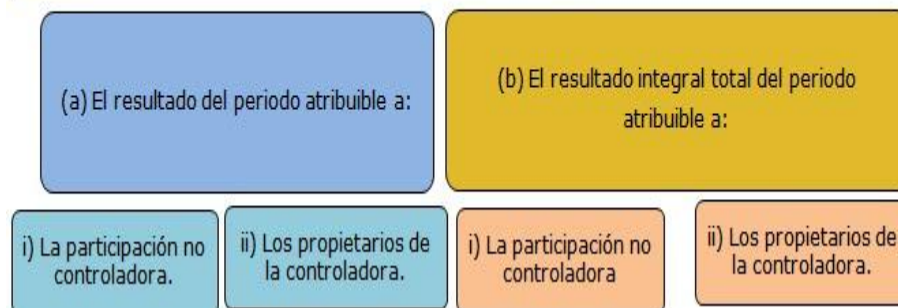 (a) El resultado del periodo atribuible a:
(b) El resultado integral total del periodo
atribuible a:
i) La participación no
controladora.
ii) Los propietarios de
la controladora.
i) La participación no
controladora
ii) Los propietarios de
la controladora.